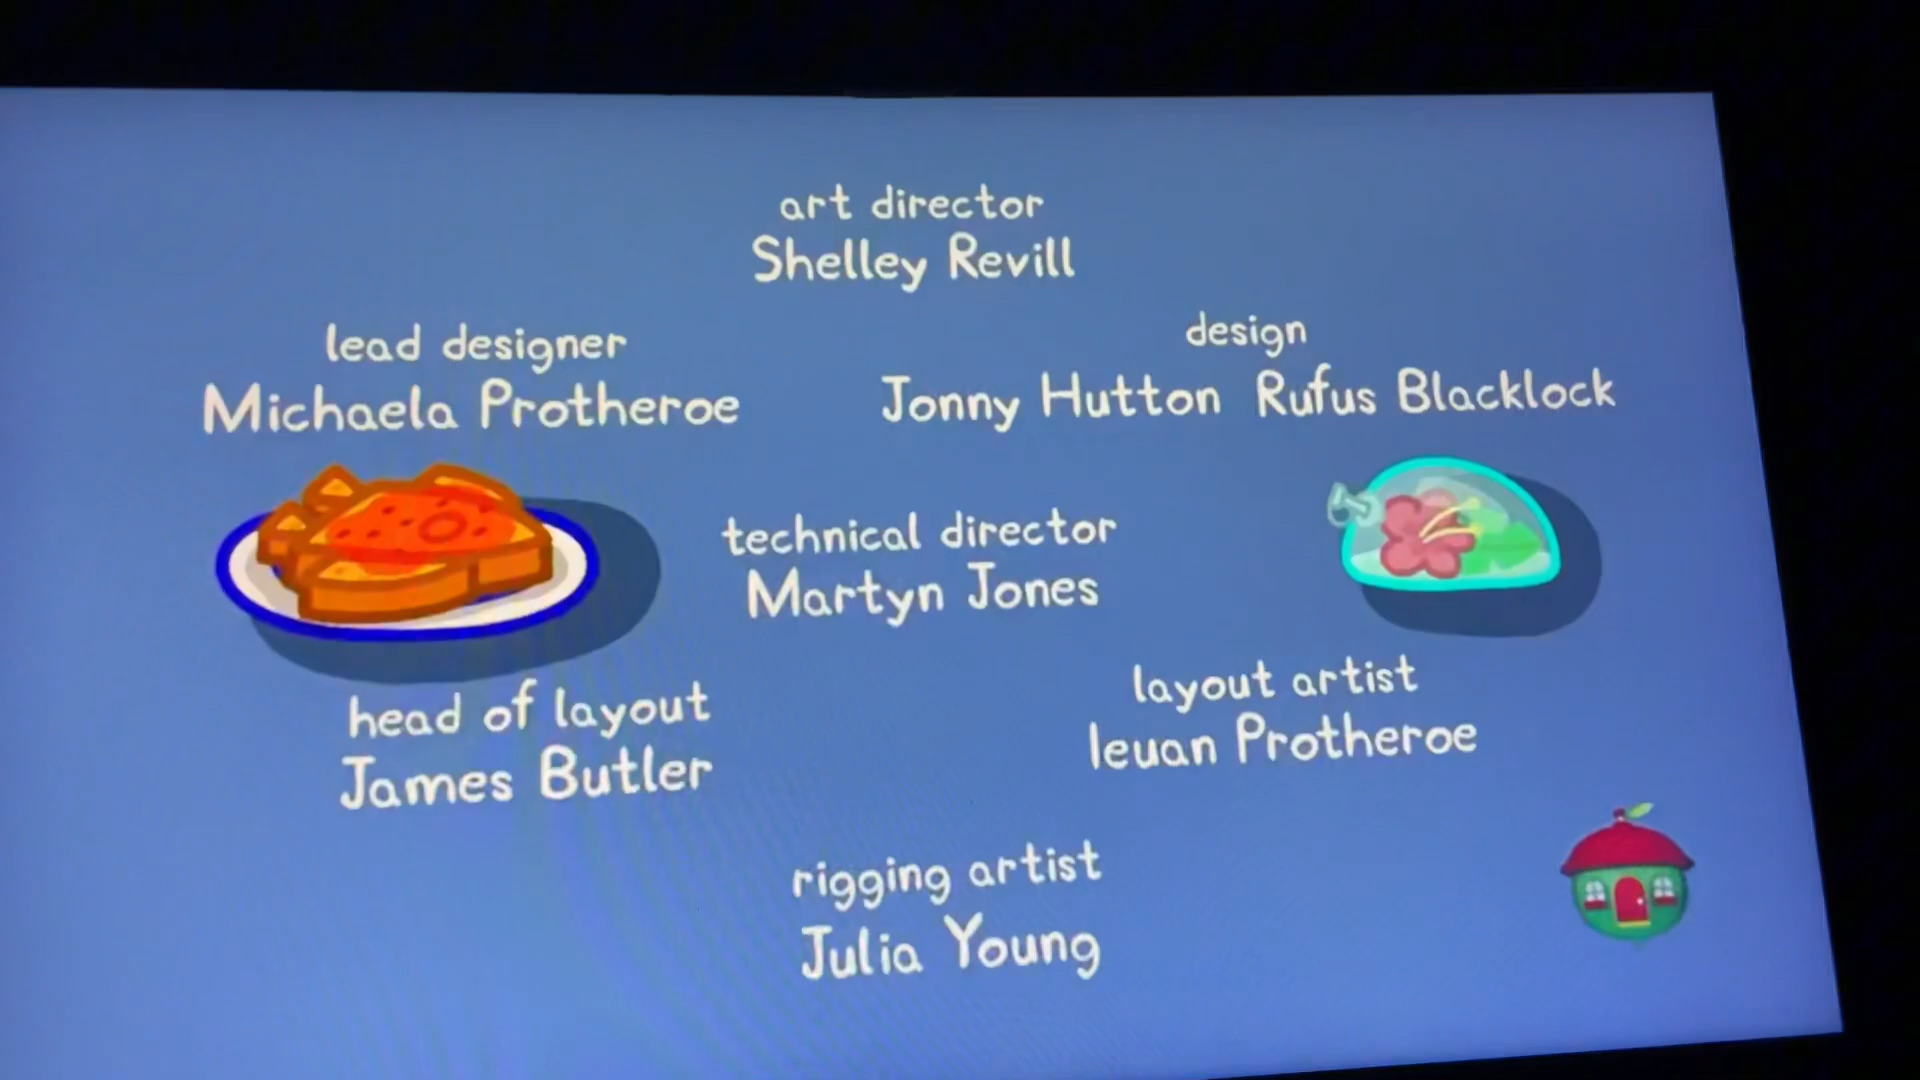 art director
Shelley Revill
lead designer
Michaela Protheroe
design
Jonny Hutton Rufus Blacklock
technical director
Martyn Jones
head of layout
James Butler
layout artist
Ieuan Protheroe
rigging artist
Julia Young